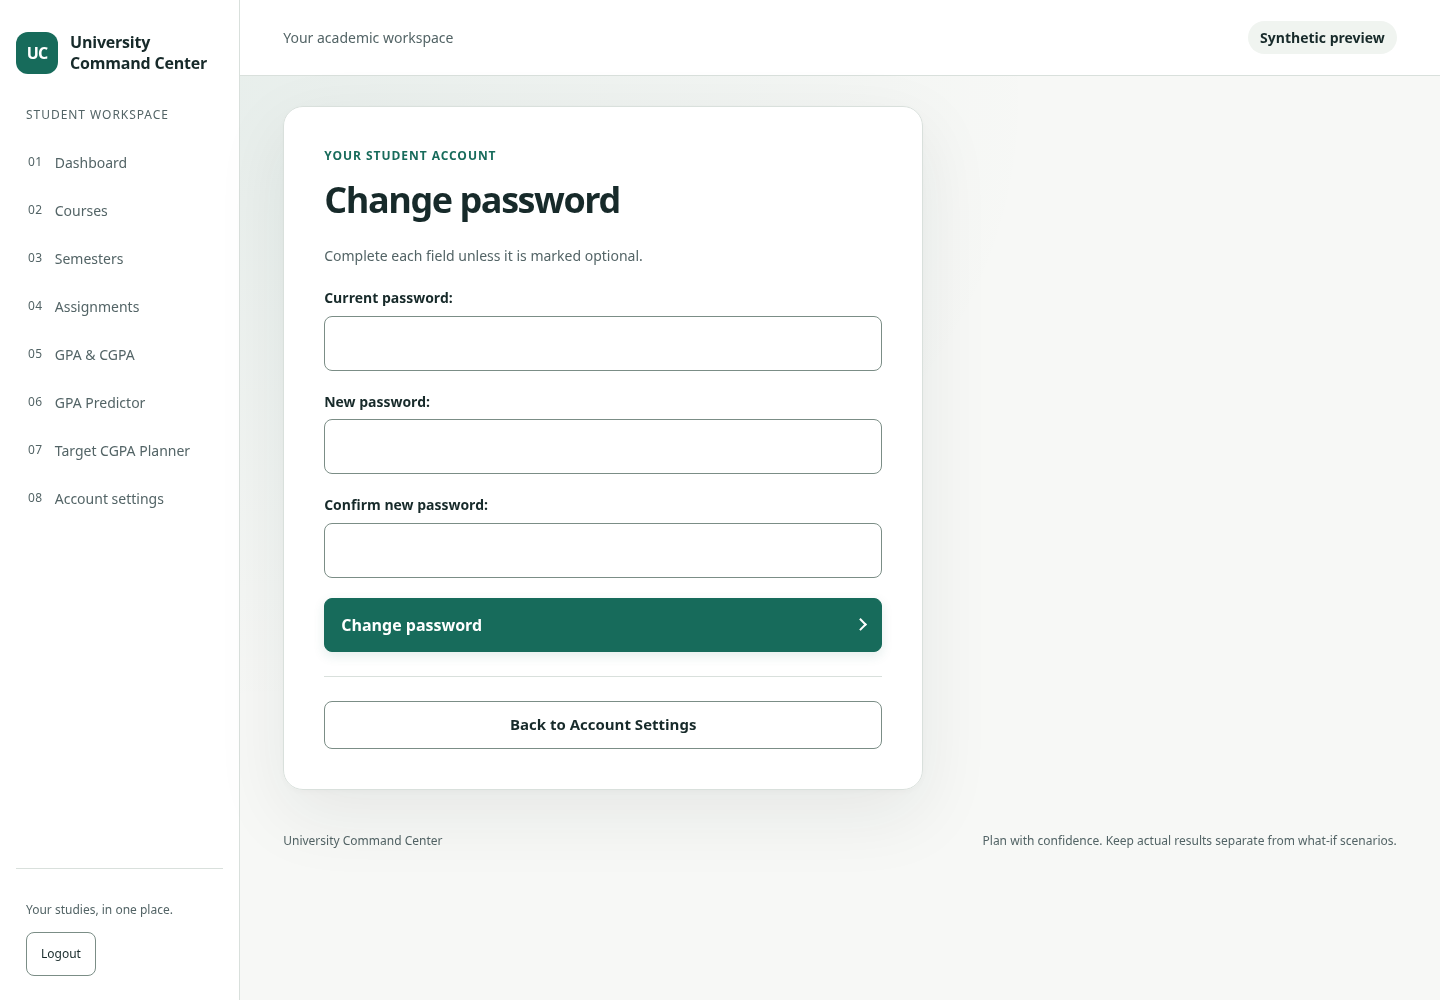 UC
University
Command Center
STUDENT WORKSPACE
01 Dashboard
02 Courses
03 Semesters
04 Assignments
05 GPA & CGPA
06 GPA Predictor
07 Target CGPA Planner
08 Account settings
Your studies, in one place.
Logout
Your academic workspace
Synthetic preview
YOUR STUDENT ACCOUNT
Change password
Complete each field unless it is marked optional.
Current password:
New password:
Confirm new password:
Change password
Back to Account Settings
University Command Center
Plan with confidence. Keep actual results separate from what-if scenarios.